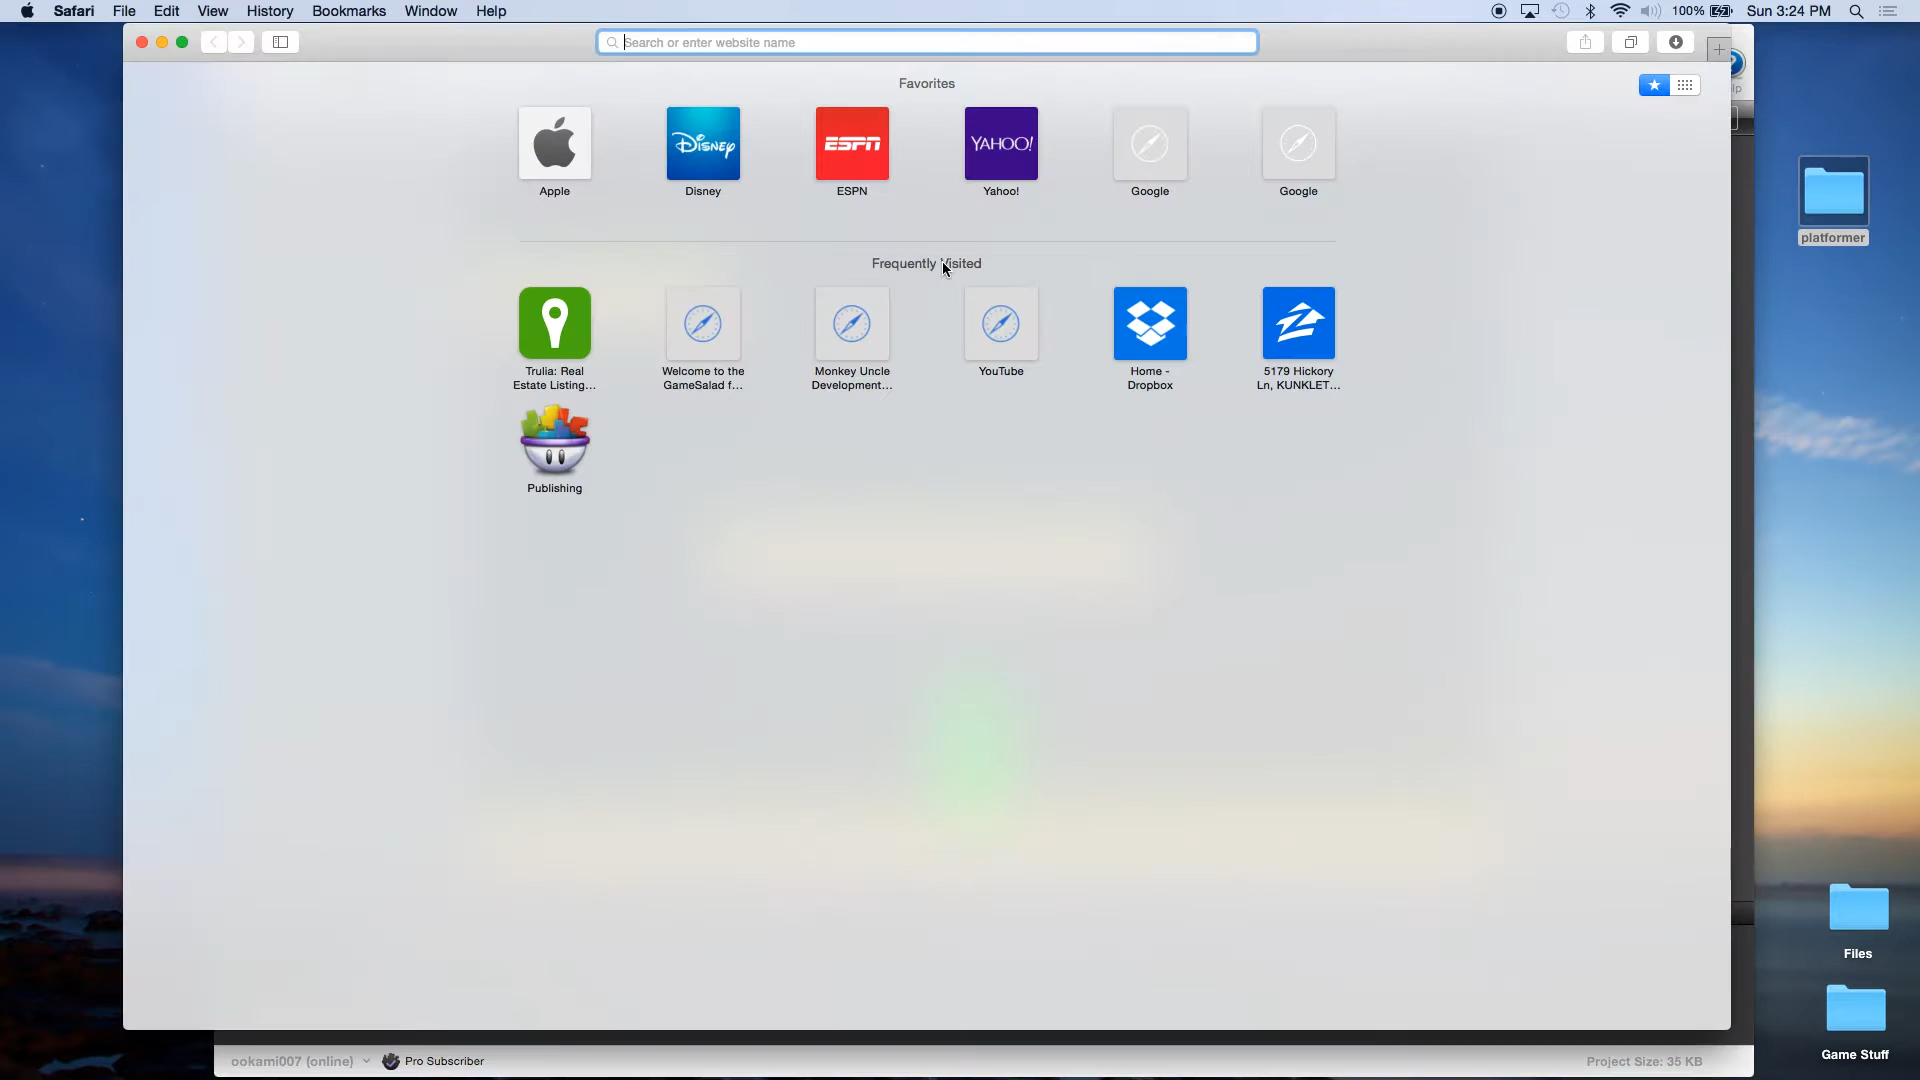 Safari File Edit View History Bookmarks Window Help 100% Sun 3:24 PM
Search or enter website name
Favorites
Disney ESPN YAHOO!
Apple Disney ESPN Yahoo! Google Google
platformer
Frequently Visited
Trulia: Real Estate Listing...
Welcome to the GameSalad f...
Monkey Uncle Development...
YouTube
Home - Dropbox
5179 Hickory Ln, KUNKLET...
Publishing
Files
Game Stuff
ookami007 (online) Pro Subscriber Project Size: 35 KB